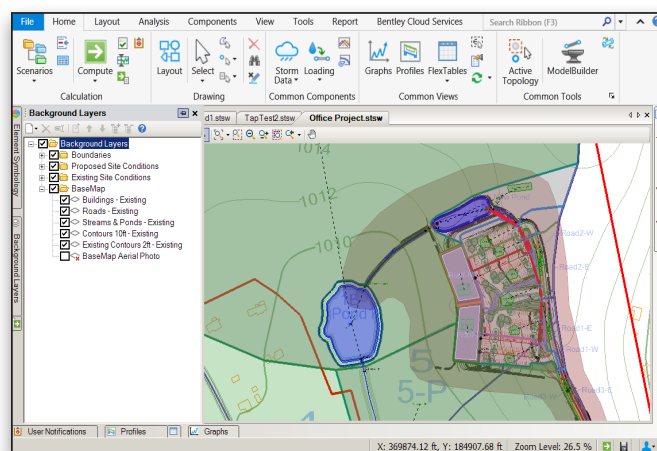 File Home Layout Analysis Components View Tools Report Bentley Cloud Services Search Ribbon (F3)
Scenarios Compute Layout Select Storm Data Loading Graphs Profiles FlexTables Active Topology ModelBuilder
Calculation Drawing Common Components Common Views Common Tools
Background Layers d1.stsw TapTest2.stsw Office Project.stsw
Element Symbology
Background Layers
Background Layers
Boundaries
Proposed Site Conditions
Existing Site Conditions
BaseMap
Buildings - Existing
Roads - Existing
Streams & Ponds - Existing
Contours 10ft - Existing
Existing Contours 2ft - Existing
BaseMap Aerial Photo
1014
1012
1010
Road2-W
Road2-E
Road1-E
Road1-W
5
5-P
User Notifications Profiles Graphs
X: 369874.12 ft, Y: 184907.68 ft Zoom Level: 26.5 %